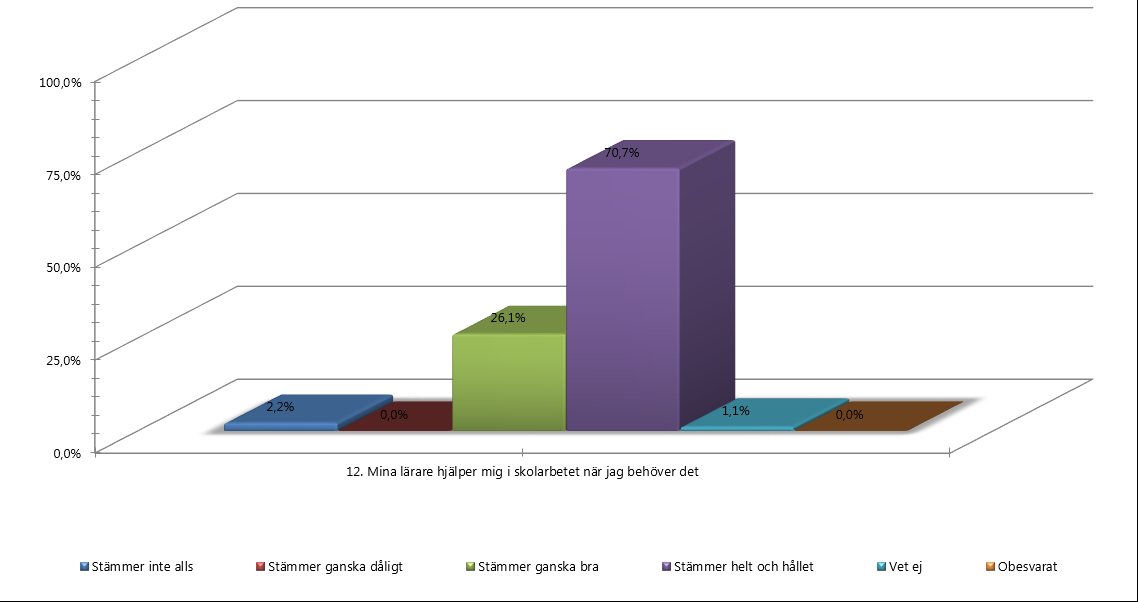 100,0%
75,0%
50,0%
25,0%
0,0%
70,7%
26,1%
2,2%
0,0%
1,1%
0,0%
12. Mina lärare hjälper mig i skolarbetet när jag behöver det
Stämmer inte alls
Stämmer ganska dåligt
Stämmer ganska bra
Stämmer helt och hållet
Vet ej
Obesvarat